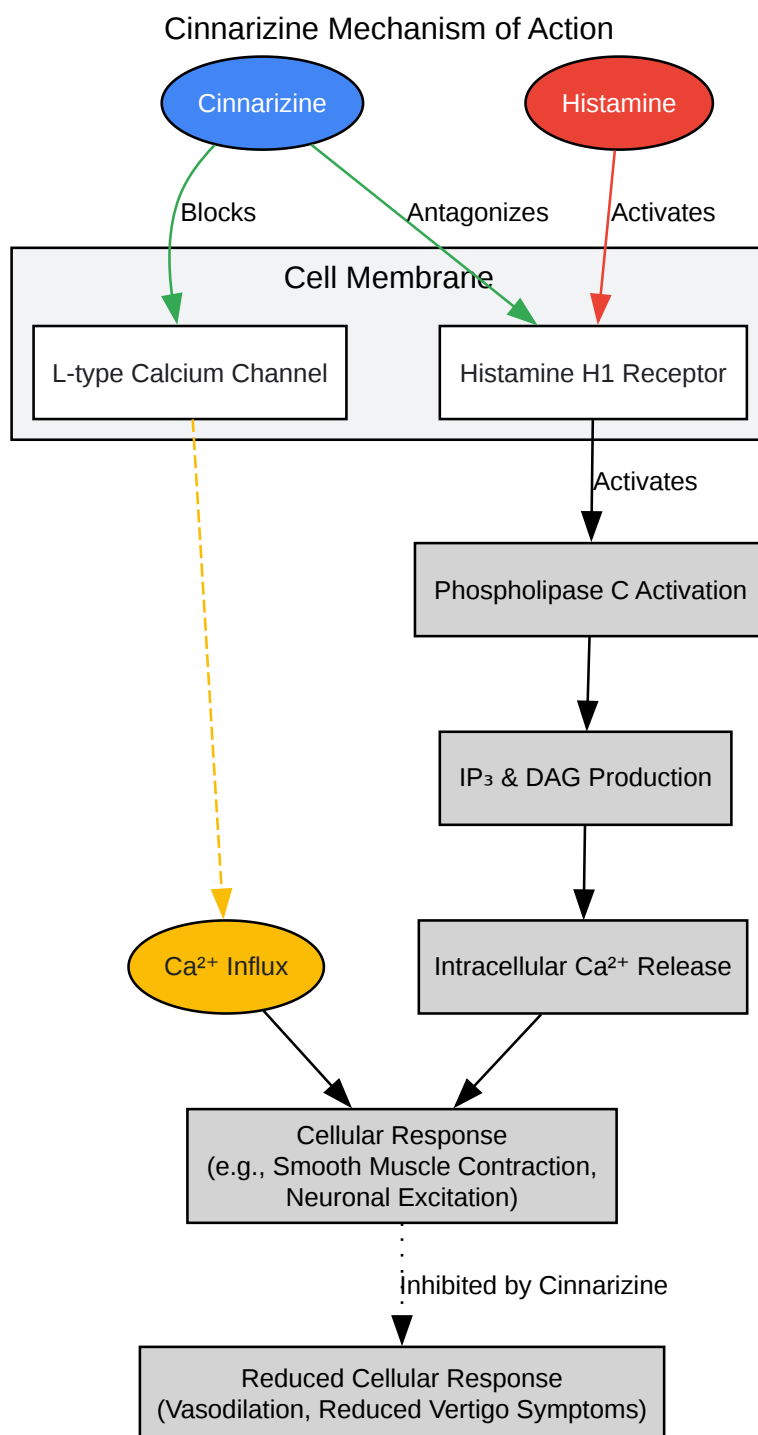 Cinnarizine Mechanism of Action
Cinnarizine
Histamine
Blocks
Antagonizes
Activates
Cell Membrane
L-type Calcium Channel
Histamine H1 Receptor
Activates
Phospholipase C Activation
IP₃ & DAG Production
Ca²⁺ Influx
Intracellular Ca²⁺ Release
Cellular Response
(e.g., Smooth Muscle Contraction,
Neuronal Excitation)
Inhibited by Cinnarizine
Reduced Cellular Response
(Vasodilation, Reduced Vertigo Symptoms)